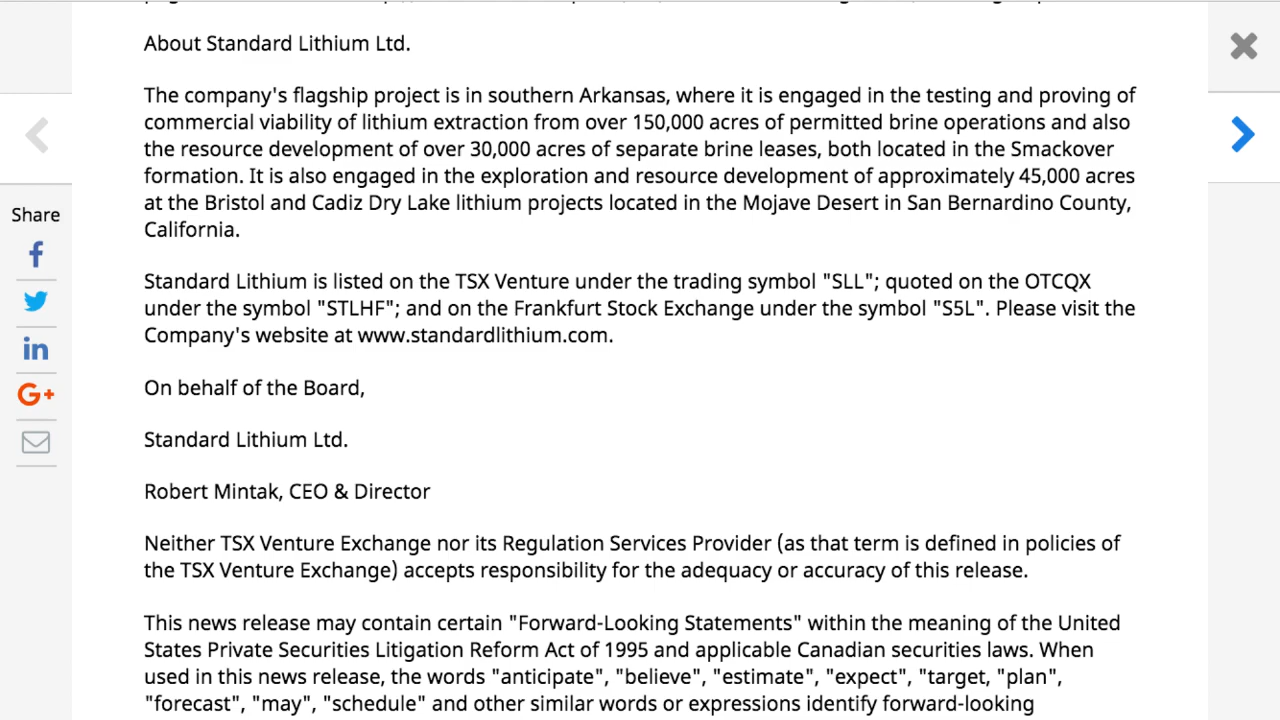 About Standard Lithium Ltd.
The company's flagship project is in southern Arkansas, where it is engaged in the testing and proving of
commercial viability of lithium extraction from over 150,000 acres of permitted brine operations and also
the resource development of over 30,000 acres of separate brine leases, both located in the Smackover
formation. It is also engaged in the exploration and resource development of approximately 45,000 acres
at the Bristol and Cadiz Dry Lake lithium projects located in the Mojave Desert in San Bernardino County,
California.
Share
Standard Lithium is listed on the TSX Venture under the trading symbol "SLL"; quoted on the OTCQX
under the symbol "STLHF"; and on the Frankfurt Stock Exchange under the symbol "S5L". Please visit the
Company's website at www.standardlithium.com.
On behalf of the Board,
Standard Lithium Ltd.
Robert Mintak, CEO & Director
Neither TSX Venture Exchange nor its Regulation Services Provider (as that term is defined in policies of
the TSX Venture Exchange) accepts responsibility for the adequacy or accuracy of this release.
This news release may contain certain "Forward-Looking Statements" within the meaning of the United
States Private Securities Litigation Reform Act of 1995 and applicable Canadian securities laws. When
used in this news release, the words "anticipate", "believe", "estimate", "expect", "target, "plan",
"forecast", "may", "schedule" and other similar words or expressions identify forward-looking